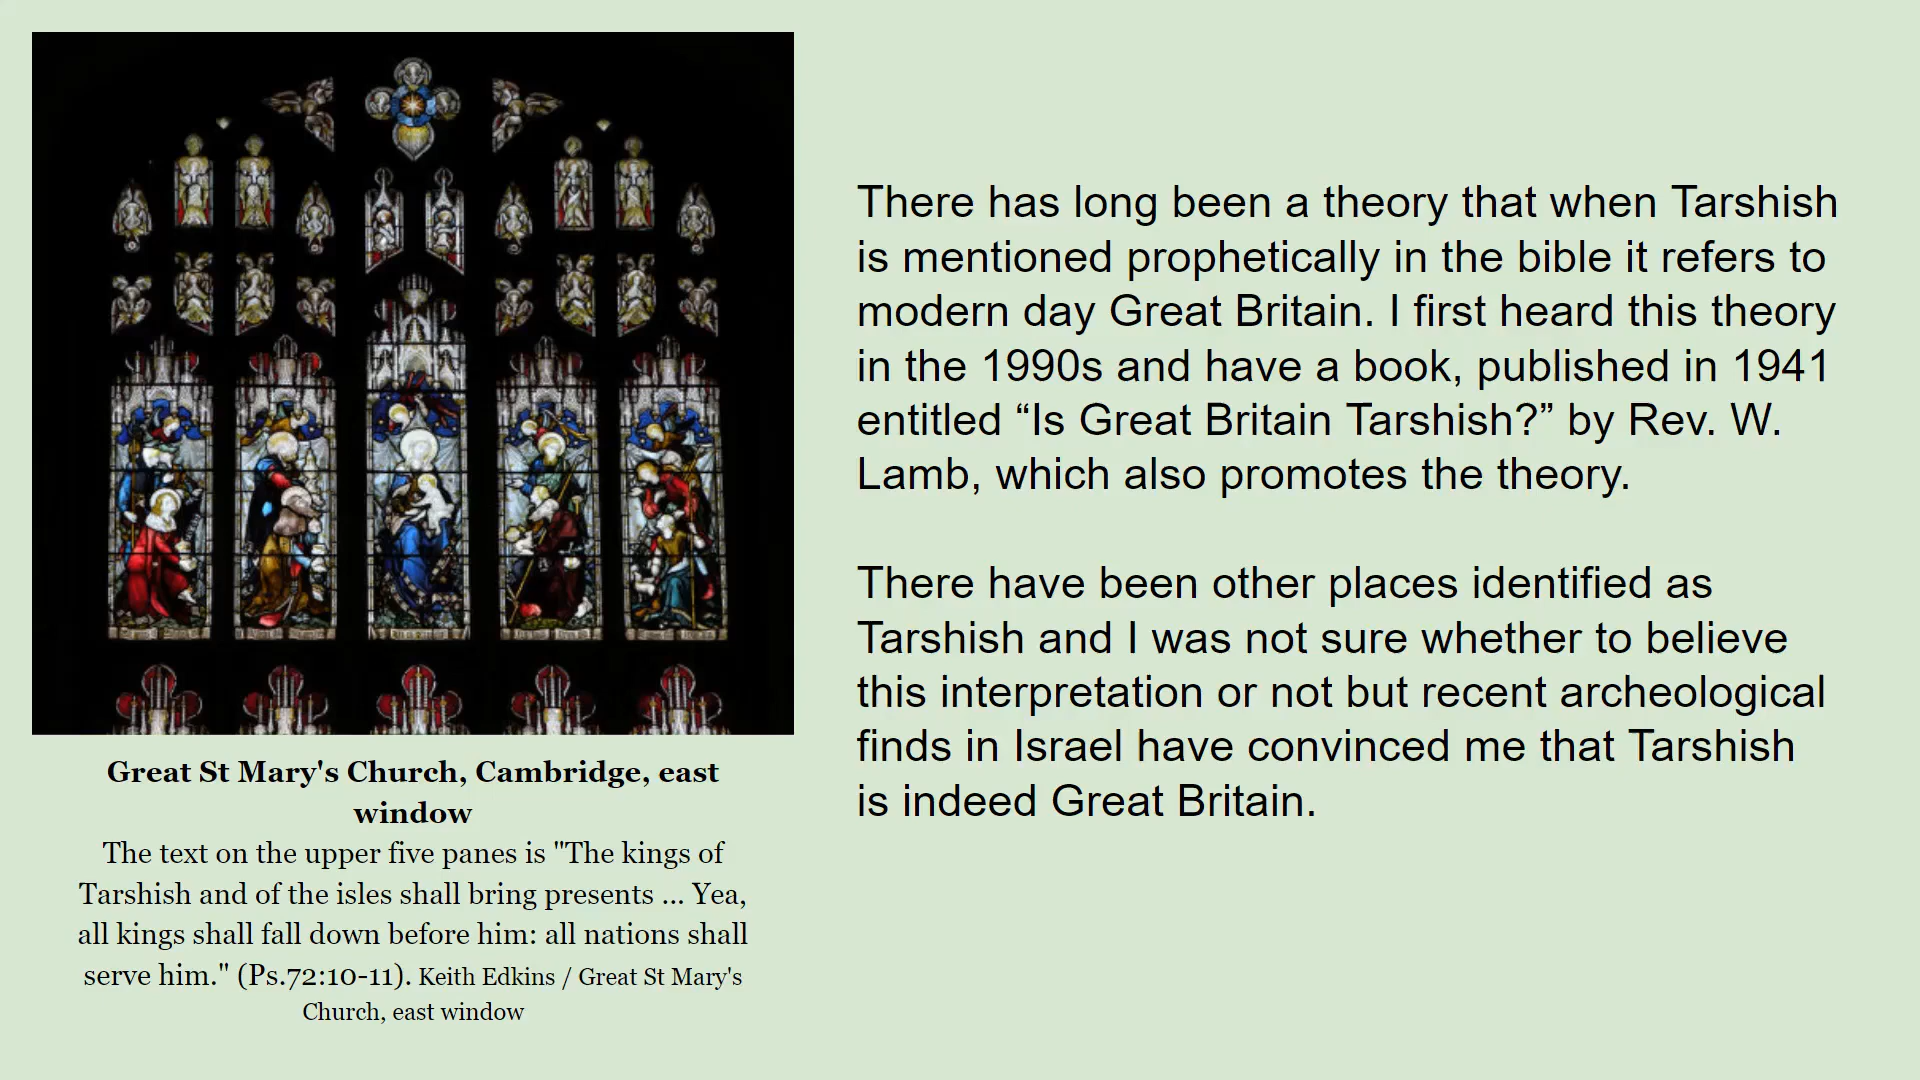 Great St Mary's Church, Cambridge, east
window
The text on the upper five panes is "The kings of
Tarshish and of the isles shall bring presents ... Yea,
all kings shall fall down before him: all nations shall
serve him." (Ps.72:10-11). Keith Edkins / Great St Mary's
Church, east window
There has long been a theory that when Tarshish
is mentioned prophetically in the bible it refers to
modern day Great Britain. I first heard this theory
in the 1990s and have a book, published in 1941
entitled “Is Great Britain Tarshish?” by Rev. W.
Lamb, which also promotes the theory.
There have been other places identified as
Tarshish and I was not sure whether to believe
this interpretation or not but recent archeological
finds in Israel have convinced me that Tarshish
is indeed Great Britain.